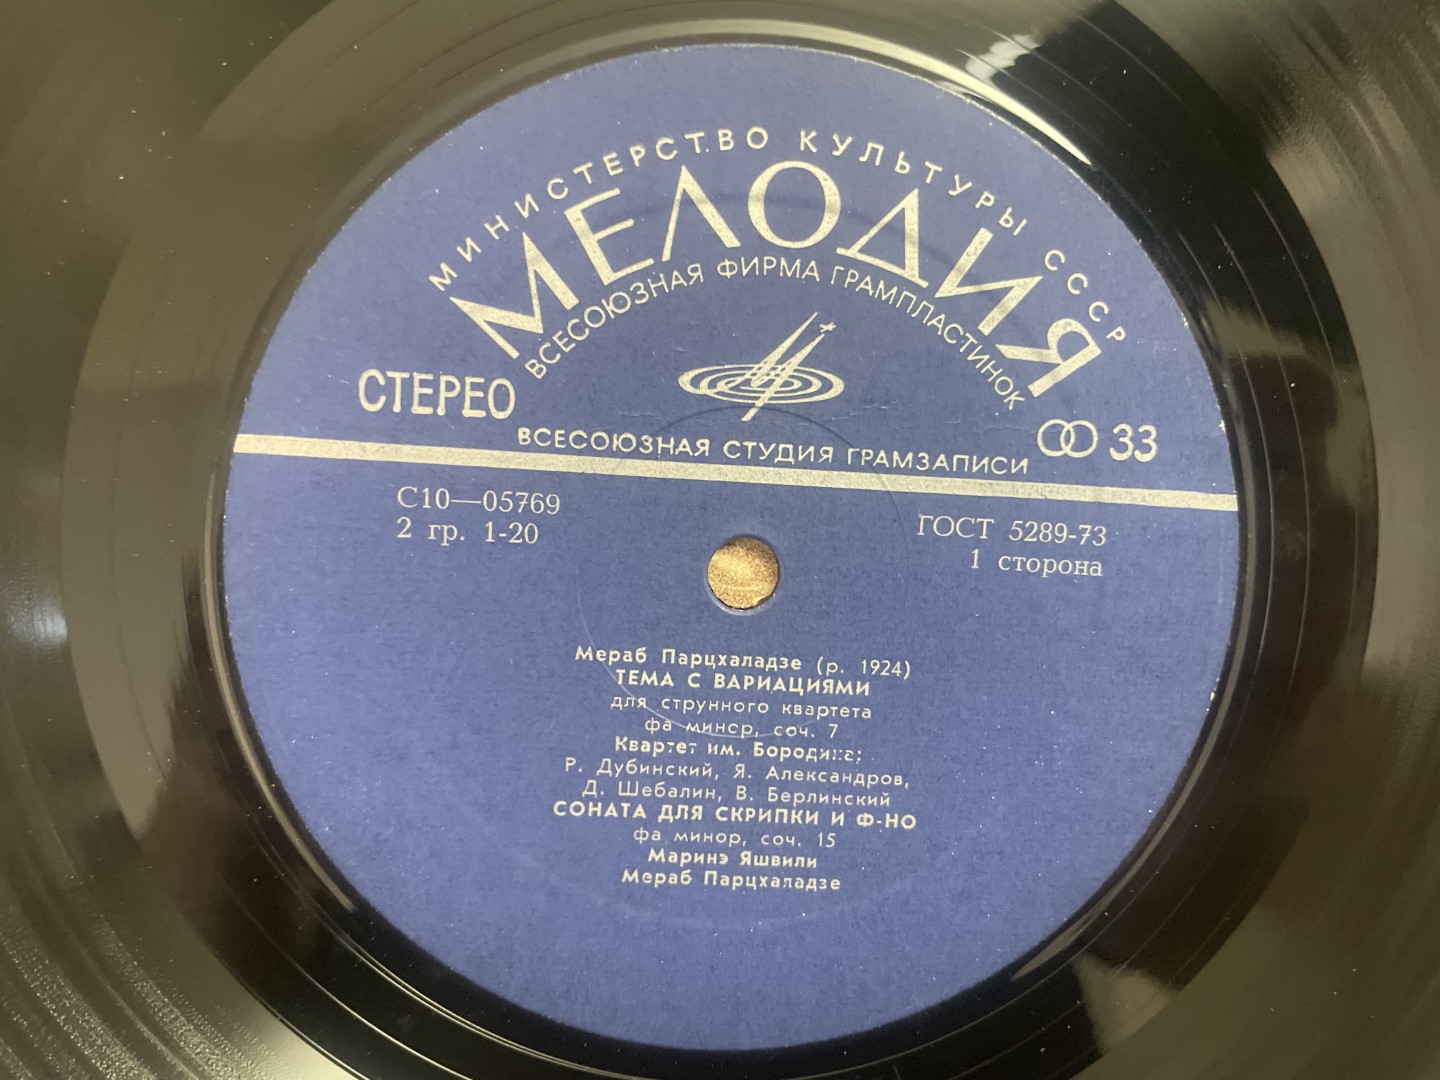 МИНИСТЕРСТВО КУЛЬТУРЫ СССР
МЕЛОДИЯ
ВСЕСОЮЗНАЯ ФИРМА ГРАМПЛАСТИНОК
СТЕРЕО
33
ВСЕСОЮЗНАЯ СТУДИЯ ГРАМЗАПИСИ
С10—05769
ГОСТ 5289-73
2 гр. 1-20
1 сторона
Мераб Парцхаладзе (р. 1924)
ТЕМА С ВАРИАЦИЯМИ
для струнного квартета
фа минор, соч. 7
Квартет им. Бородина:
Р. Дубинский, Я. Александров,
Д. Шебалин, В. Берлинский
СОНАТА ДЛЯ СКРИПКИ И Ф-НО
фа минор, соч. 15
Маринэ Яшвили
Мераб Парцхаладзе